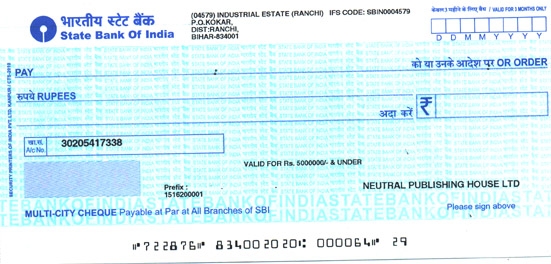 भारतीय स्टेट बैंक
State Bank Of India
(04579) INDUSTRIAL ESTATE (RANCHI) IFS CODE: SBIN0004579
P.O.KOKAR,
DIST:RANCHI,
BIHAR-834001
केवल 3 महीने के लिए वैध / VALID FOR 3 MONTHS ONLY
D D M M Y Y Y Y
PAY को या उनके आदेश पर OR ORDER
रूपये RUPEES
अदा करें ₹
खा.सं.
A/c No.
30205417338
VALID FOR Rs. 5000000/- & UNDER
Prefix :
1516200001
NEUTRAL PUBLISHING HOUSE LTD
MULTI-CITY CHEQUE Payable at Par at All Branches of SBI
Please sign above
SECURITY PRINTERS OF INDIA PVT. LTD. KANPUR / CTS-2010
STATEBANKOFINDIASTATEBANKOFINDIA
⑈722876⑈ 834002020⑆ 000064⑈ 29